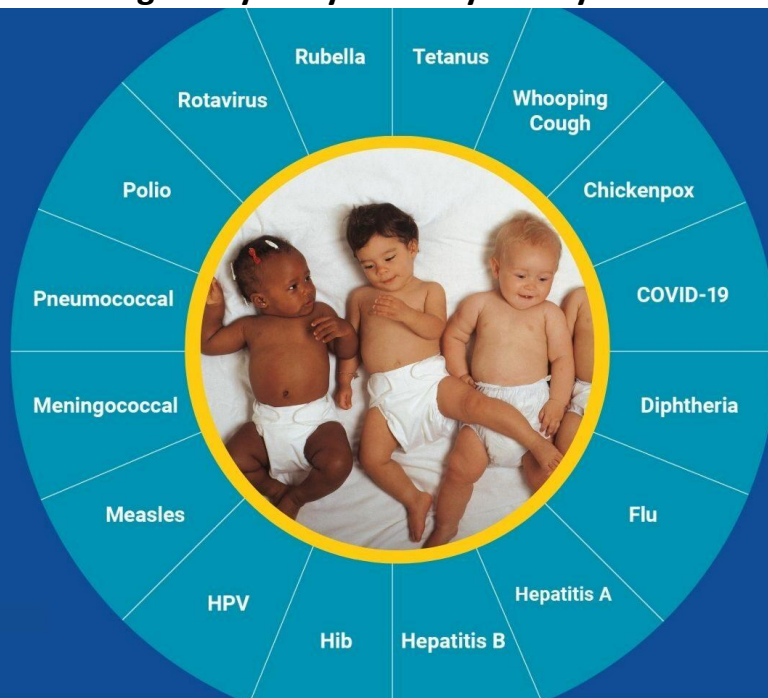 Rubella
Tetanus
Whooping
Cough
Chickenpox
COVID-19
Diphtheria
Flu
Hepatitis A
Hepatitis B
Hib
HPV
Measles
Meningococcal
Pneumococcal
Polio
Rotavirus